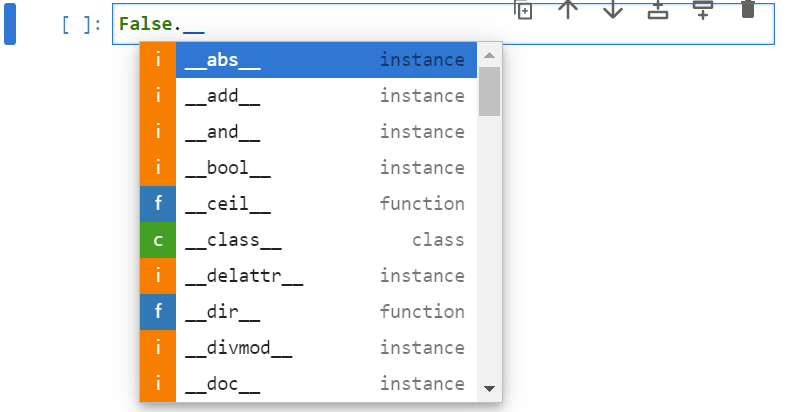 [ ]: False.__
i __abs__ instance
i __add__ instance
i __and__ instance
i __bool__ instance
f __ceil__ function
c __class__ class
i __delattr__ instance
f __dir__ function
i __divmod__ instance
i __doc__ instance